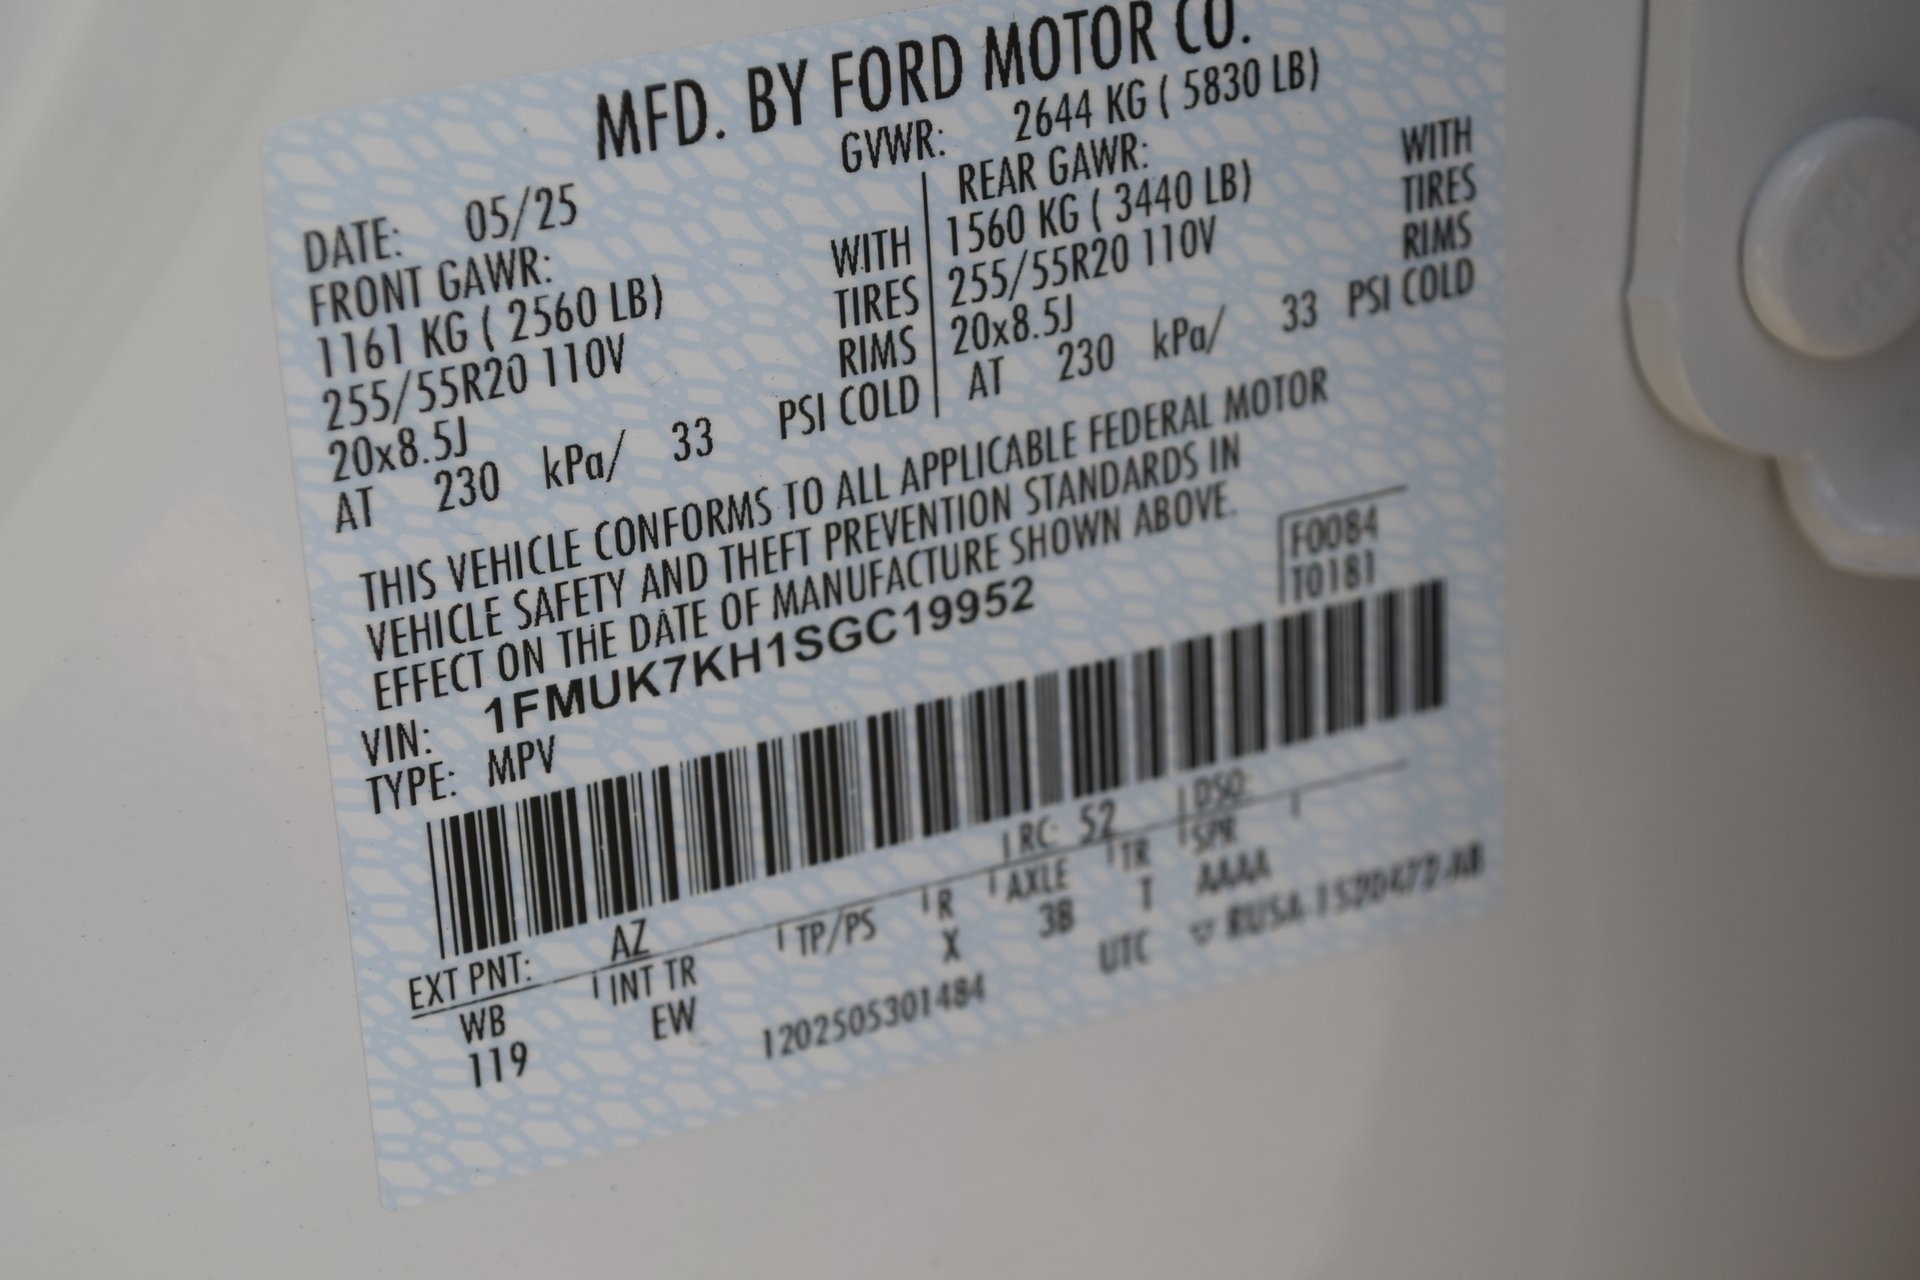 MFD. BY FORD MOTOR CO.
DATE: 05/25 GVWR: 2644 KG ( 5830 LB)
FRONT GAWR: REAR GAWR:
1161 KG ( 2560 LB) WITH 1560 KG ( 3440 LB) WITH
255/55R20 110V TIRES 255/55R20 110V TIRES
20x8.5J RIMS 20x8.5J RIMS
AT 230 kPa/ 33 PSI COLD AT 230 kPa/ 33 PSI COLD
THIS VEHICLE CONFORMS TO ALL APPLICABLE FEDERAL MOTOR
VEHICLE SAFETY AND THEFT PREVENTION STANDARDS IN
EFFECT ON THE DATE OF MANUFACTURE SHOWN ABOVE.
VIN: 1FMUK7KH1SGC19952 F0084
TYPE: MPV T0181
EXT PNT: AZ RC: 52 DSO:
WB INT TR TP/PS R AXLE TR SPR
119 EW X 3B T AAAA
1202505301484 UTC